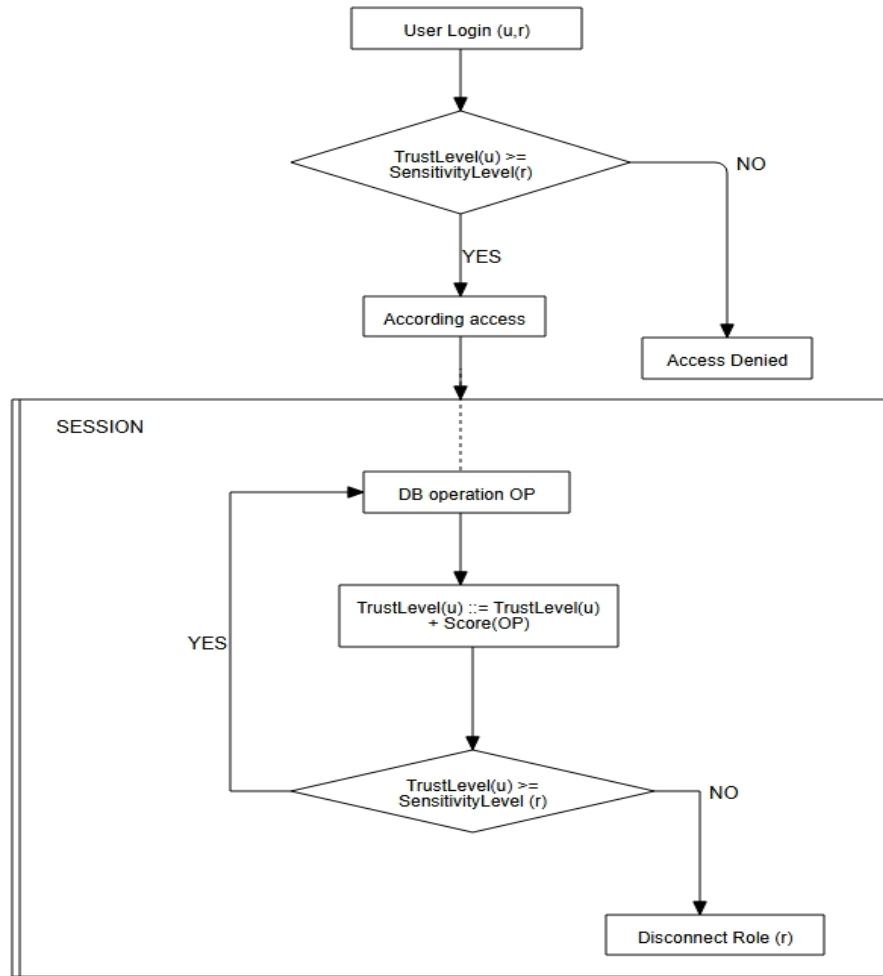 User Login (u,r)
TrustLevel(u) >=
SensitivityLevel(r)
NO
YES
According access
Access Denied
SESSION
DB operation OP
TrustLevel(u) ::= TrustLevel(u)
+ Score(OP)
YES
TrustLevel(u) >=
SensitivityLevel (r)
NO
Disconnect Role (r)